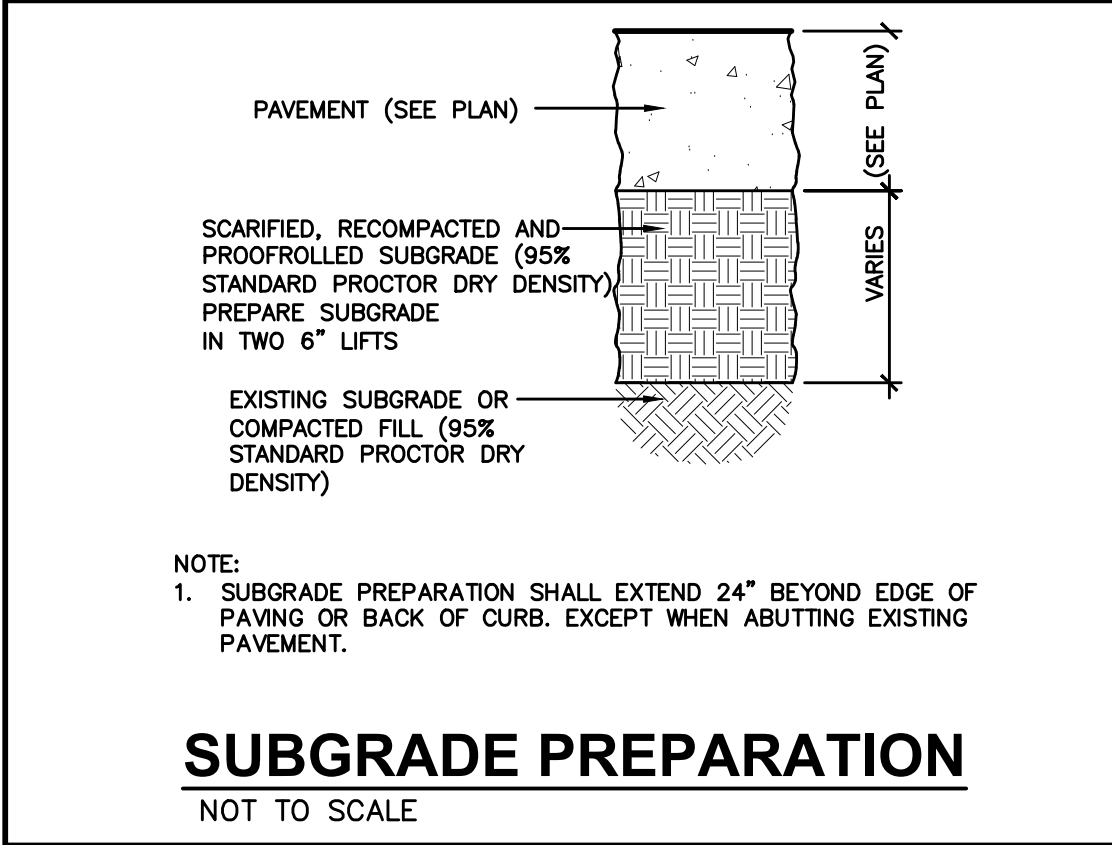 PAVEMENT (SEE PLAN)
(SEE PLAN)
SCARIFIED, RECOMPACTED AND
PROOFROLLED SUBGRADE (95%
STANDARD PROCTOR DRY DENSITY)
PREPARE SUBGRADE
IN TWO 6" LIFTS
VARIES
EXISTING SUBGRADE OR
COMPACTED FILL (95%
STANDARD PROCTOR DRY
DENSITY)
NOTE:
1. SUBGRADE PREPARATION SHALL EXTEND 24" BEYOND EDGE OF
PAVING OR BACK OF CURB. EXCEPT WHEN ABUTTING EXISTING
PAVEMENT.
SUBGRADE PREPARATION
NOT TO SCALE